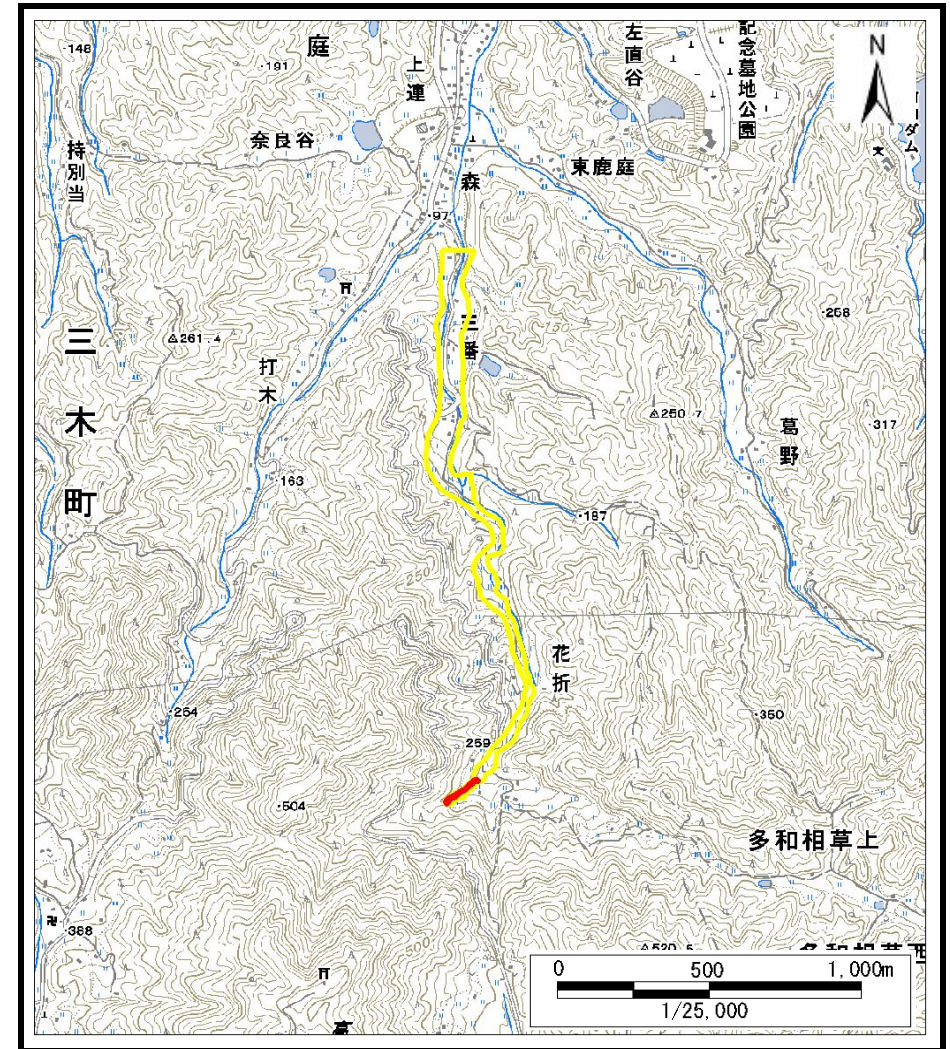 庭
上連
左直谷
記念墓地公園
N
ダム
・148
・191
奈良谷
持別当
東鹿庭
森
・97
三番
・268
三木町
△261.4
打木
△250.7
葛野
・317
・163
・187
250
花折
・254
・350
259
・504
多和相草上
・388
△520.5
500
0 500 1,000m
1/25,000